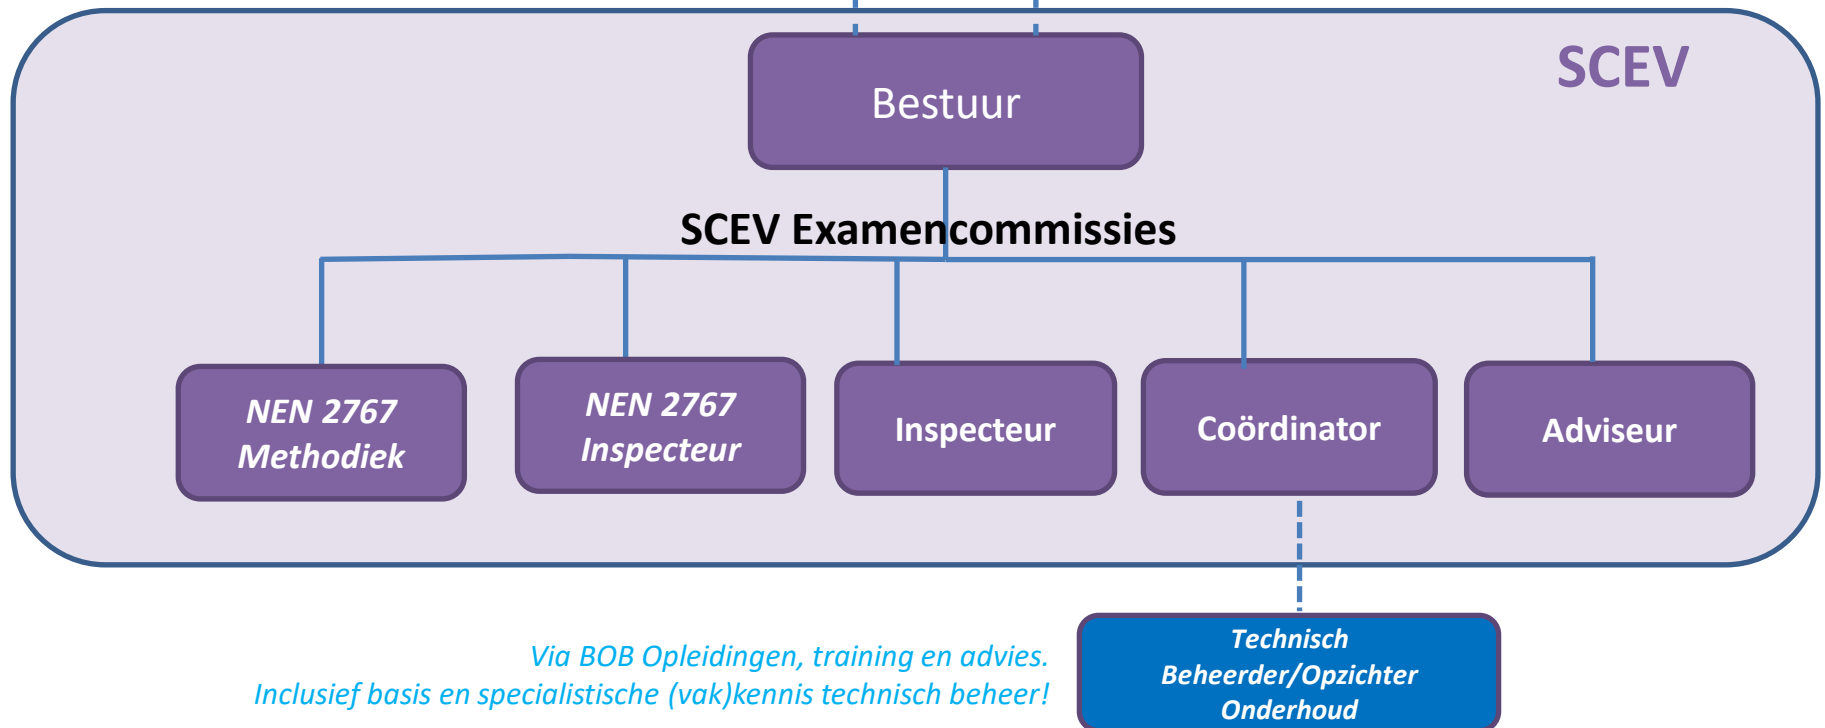 SCEV
Bestuur
SCEV Examencommissies
NEN 2767
Methodiek
NEN 2767
Inspecteur
Inspecteur
Coördinator
Adviseur
Via BOB Opleidingen, training en advies.
Inclusief basis en specialistische (vak)kennis technisch beheer!
Technisch
Beheerder/Opzichter
Onderhoud